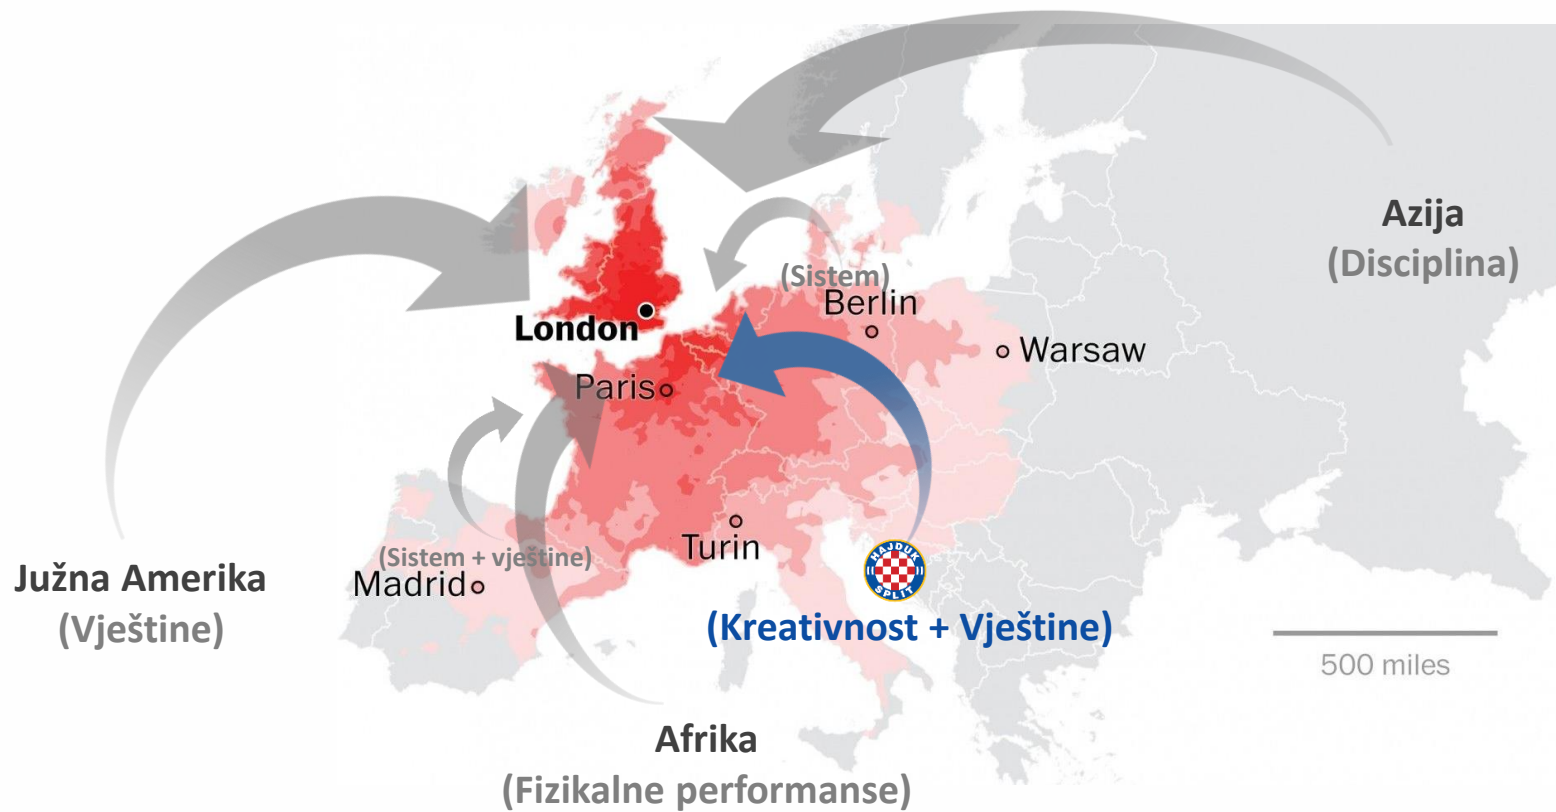 Azija
(Disciplina)
(Sistem)
Berlin
London
Warsaw
Paris
(Sistem + vještine)
Turin
Madrid
HAJDUK
SPLIT
Južna Amerika
(Vještine)
(Kreativnost + Vještine)
500 miles
Afrika
(Fizikalne performanse)